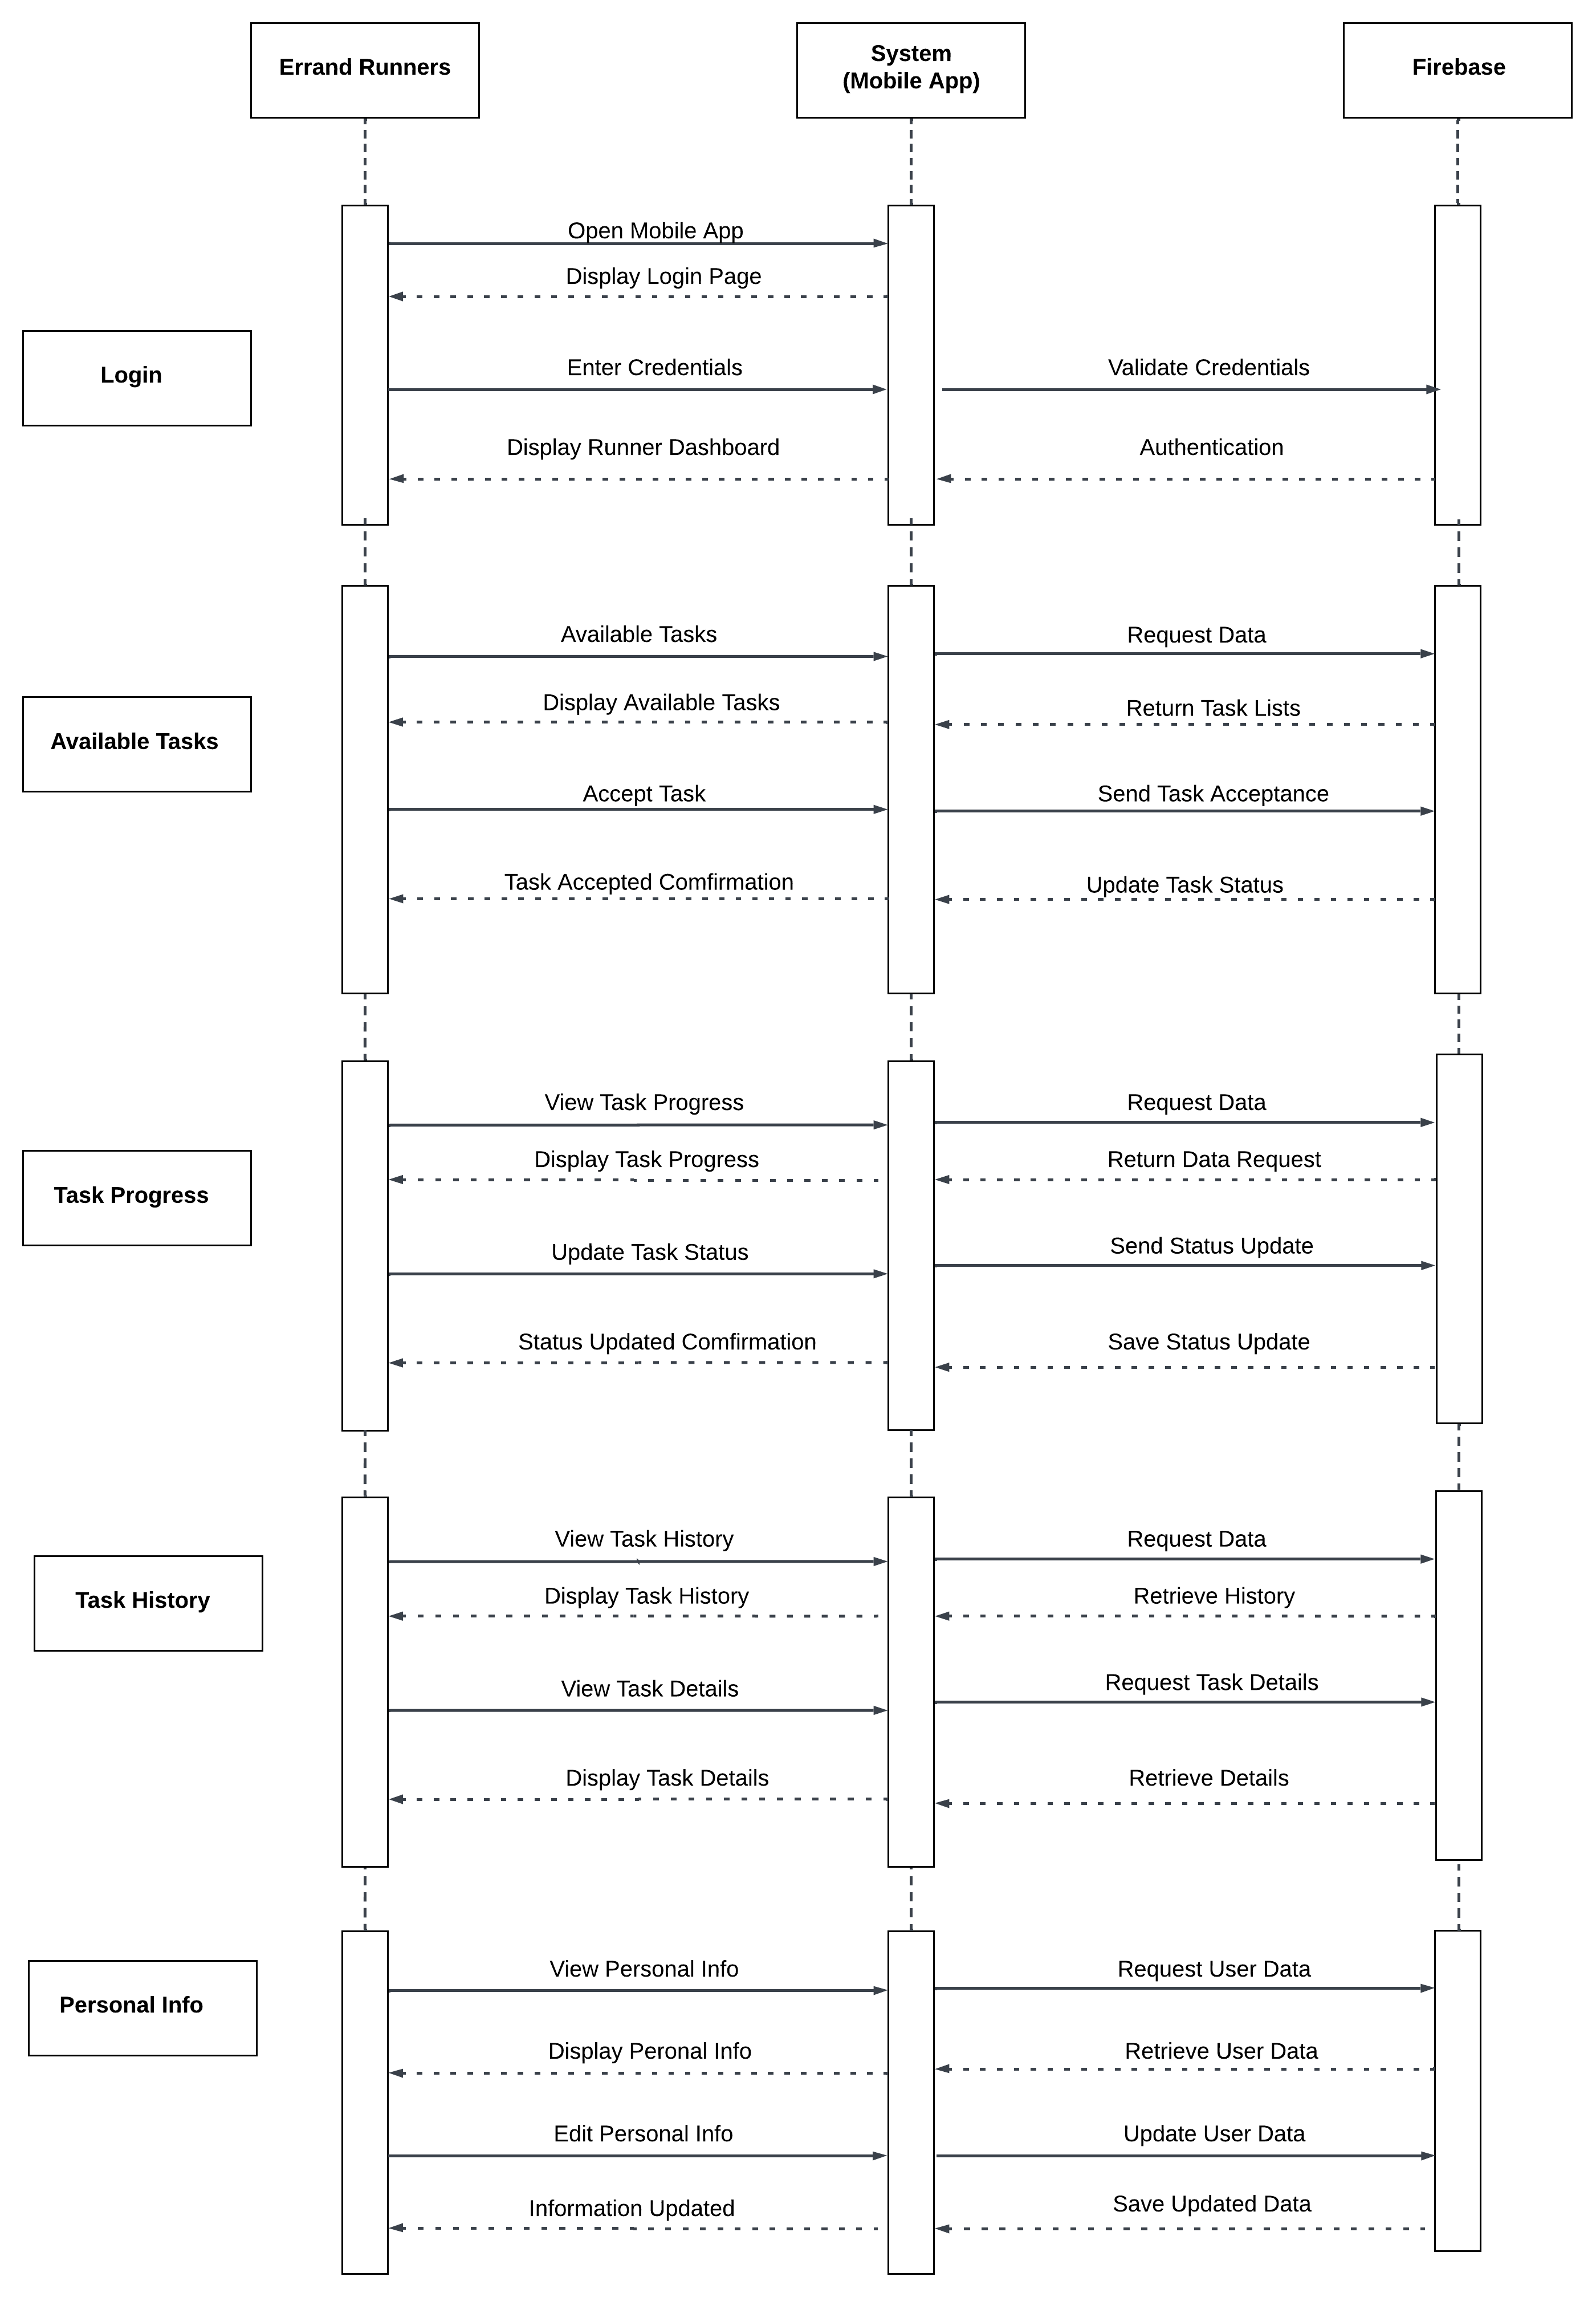 Errand Runners
System
(Mobile App)
Firebase
Open Mobile App
Display Login Page
Login
Enter Credentials
Validate Credentials
Display Runner Dashboard
Authentication
Available Tasks
Request Data
Display Available Tasks
Return Task Lists
Available Tasks
Accept Task
Send Task Acceptance
Task Accepted Comfirmation
Update Task Status
View Task Progress
Request Data
Display Task Progress
Return Data Request
Task Progress
Update Task Status
Send Status Update
Status Updated Comfirmation
Save Status Update
View Task History
Request Data
Display Task History
Retrieve History
Task History
View Task Details
Request Task Details
Display Task Details
Retrieve Details
View Personal Info
Request User Data
Personal Info
Display Peronal Info
Retrieve User Data
Edit Personal Info
Update User Data
Information Updated
Save Updated Data